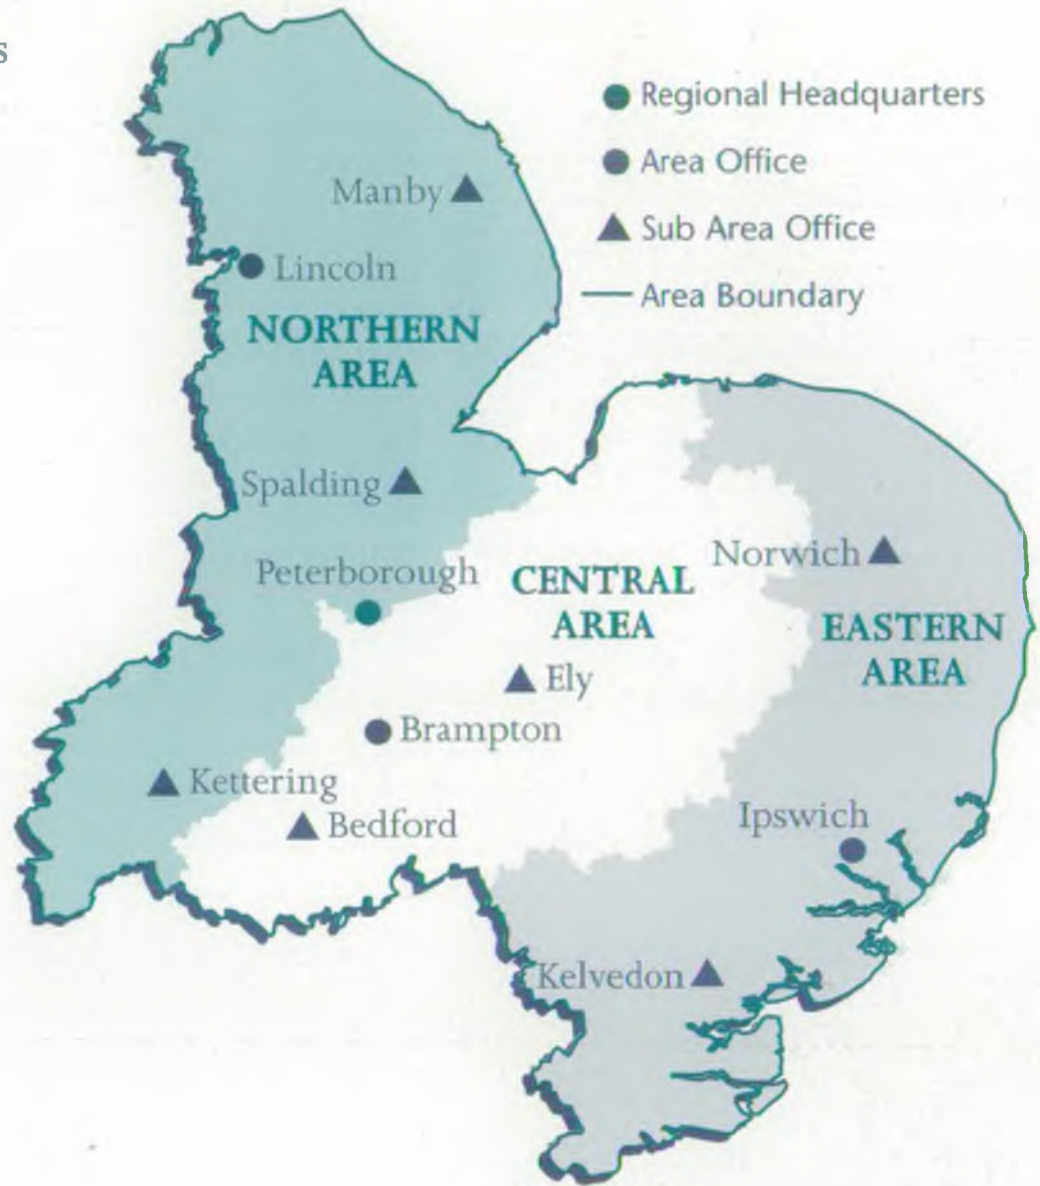 s
Regional Headquarters
Area Office
Sub Area Office
Area Boundary
Manby
Lincoln
NORTHERN
AREA
Spalding
Peterborough
CENTRAL
AREA
Norwich
EASTERN
AREA
Ely
Brampton
Kettering
Bedford
Ipswich
Kelvedon